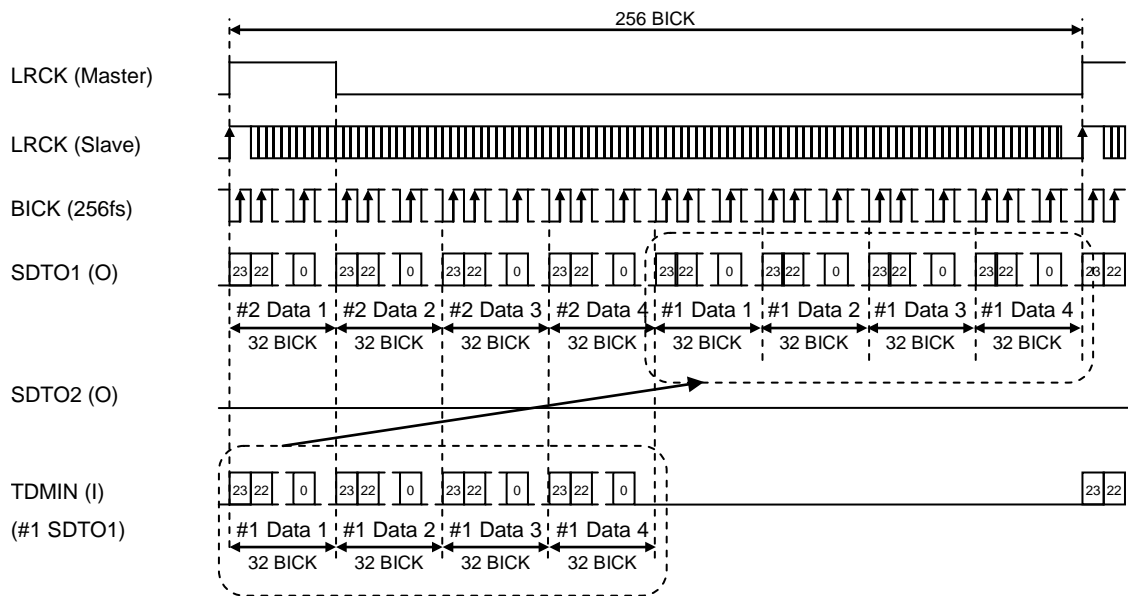 256 BICK
LRCK (Master)
LRCK (Slave)
BICK (256fs)
SDTO1 (O)
23 22 0 23 22 0 23 22 0 23 22 0 23 22 0 23 22 0 23 22 0 23 22 0 23 22
#2 Data 1 #2 Data 2 #2 Data 3 #2 Data 4 #1 Data 1 #1 Data 2 #1 Data 3 #1 Data 4
32 BICK 32 BICK 32 BICK 32 BICK 32 BICK 32 BICK 32 BICK 32 BICK
SDTO2 (O)
TDMIN (I)
23 22 0 23 22 0 23 22 0 23 22 0 23 22
(#1 SDTO1)
#1 Data 1 #1 Data 2 #1 Data 3 #1 Data 4
32 BICK 32 BICK 32 BICK 32 BICK